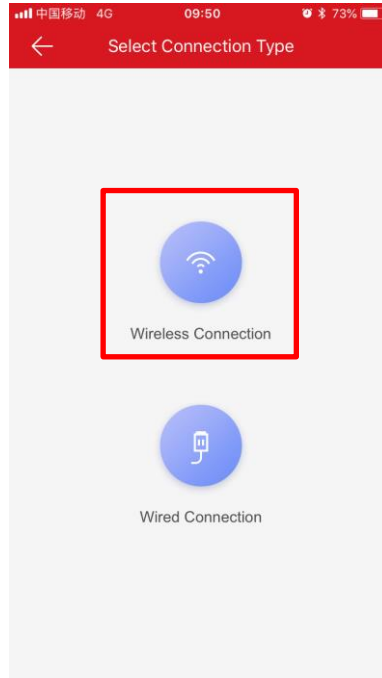 中国移动 4G 09:50 73%
Select Connection Type
Wireless Connection
Wired Connection